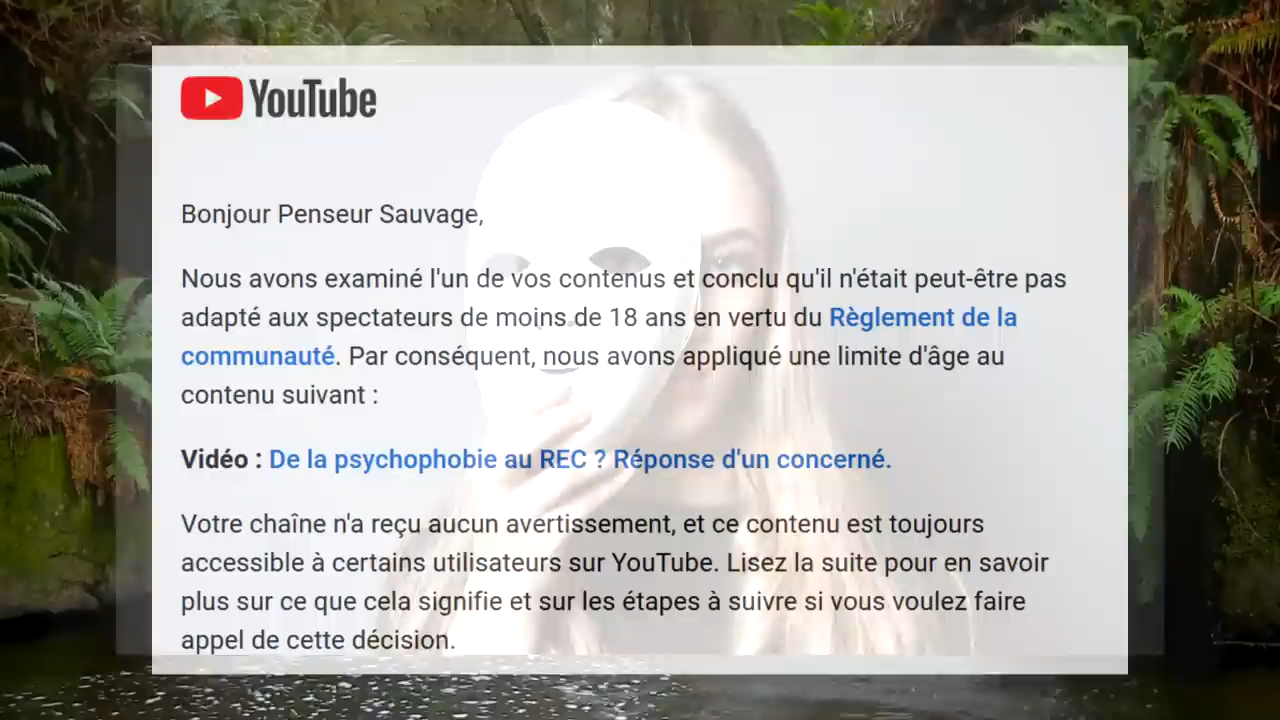 YouTube
Bonjour Penseur Sauvage,
Nous avons examiné l'un de vos contenus et conclu qu'il n'était peut-être pas
adapté aux spectateurs de moins de 18 ans en vertu du Règlement de la
communauté. Par conséquent, nous avons appliqué une limite d'âge au
contenu suivant :
Vidéo : De la psychophobie au REC ? Réponse d'un concerné.
Votre chaîne n'a reçu aucun avertissement, et ce contenu est toujours
accessible à certains utilisateurs sur YouTube. Lisez la suite pour en savoir
plus sur ce que cela signifie et sur les étapes à suivre si vous voulez faire
appel de cette décision.